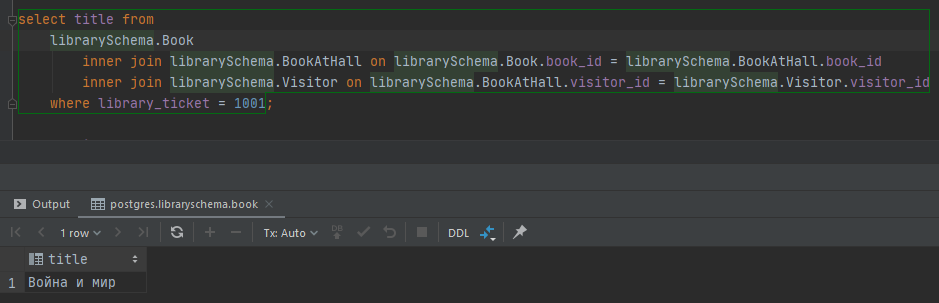 select title from
librarySchema.Book
inner join librarySchema.BookAtHall on librarySchema.Book.book_id = librarySchema.BookAtHall.book_id
inner join librarySchema.Visitor on librarySchema.BookAtHall.visitor_id = librarySchema.Visitor.visitor_id
where library_ticket = 1001;
Output postgres.libraryschema.book
1 row Tx: Auto DB DDL
title
1 Война и мир